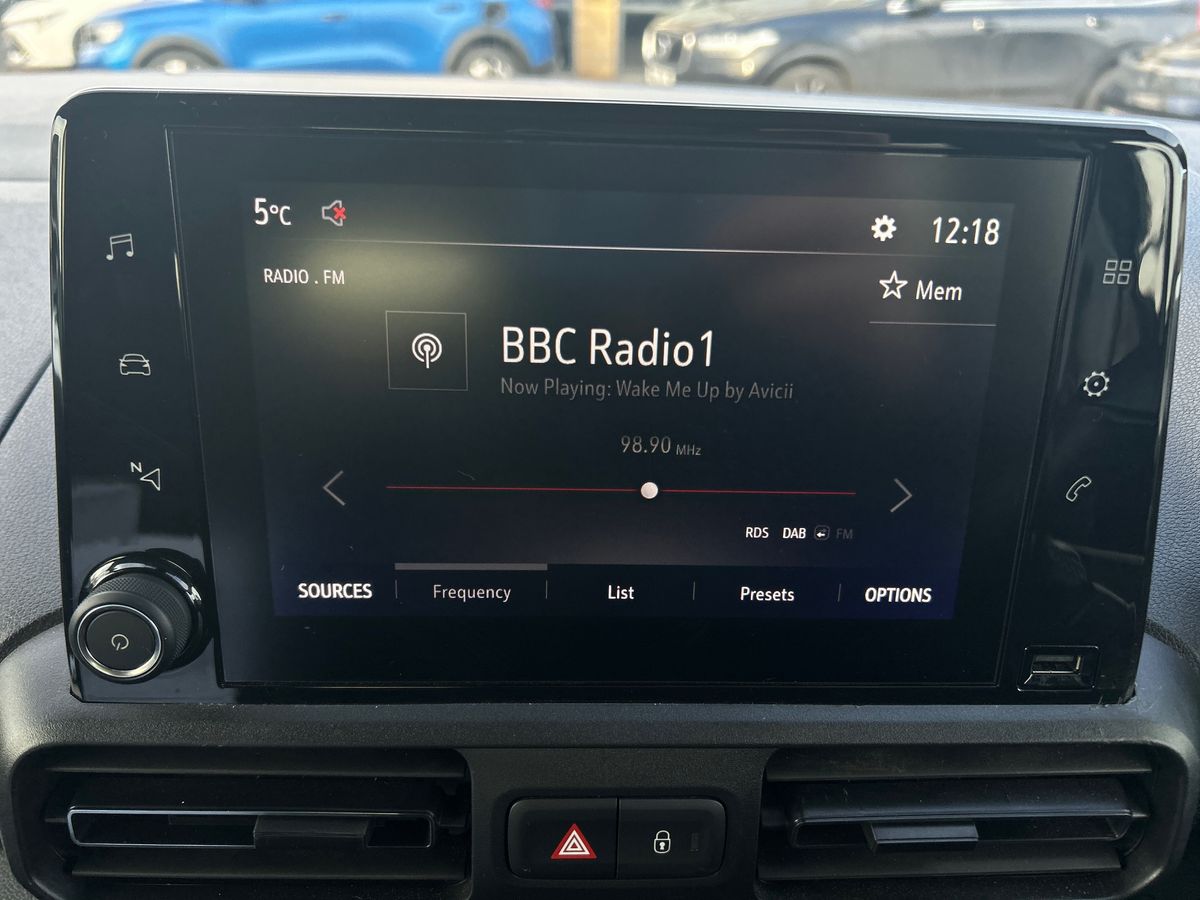 5°C
12:18
RADIO . FM
Mem
BBC Radio1
Now Playing: Wake Me Up by Avicii
98.90 MHz
N
RDS DAB FM
SOURCES Frequency List Presets OPTIONS